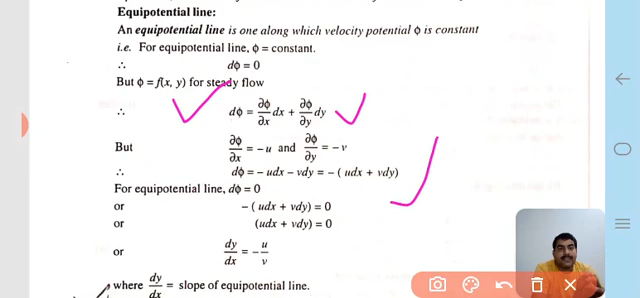 Equipotential line:
An equipotential line is one along which velocity potential ϕ is constant
i.e. For equipotential line, ϕ = constant.
∴ dϕ = 0
But ϕ = f(x, y) for steady flow
∴ dϕ = ∂ϕ/∂x dx + ∂ϕ/∂y dy
But ∂ϕ/∂x = – u and ∂ϕ/∂y = – v
∴ dϕ = – udx – vdy = – ( udx + vdy)
For equipotential line, dϕ = 0
or – ( udx + vdy) = 0
or (udx + vdy) = 0
or dy/dx = – u/v
where dy/dx = slope of equipotential line.